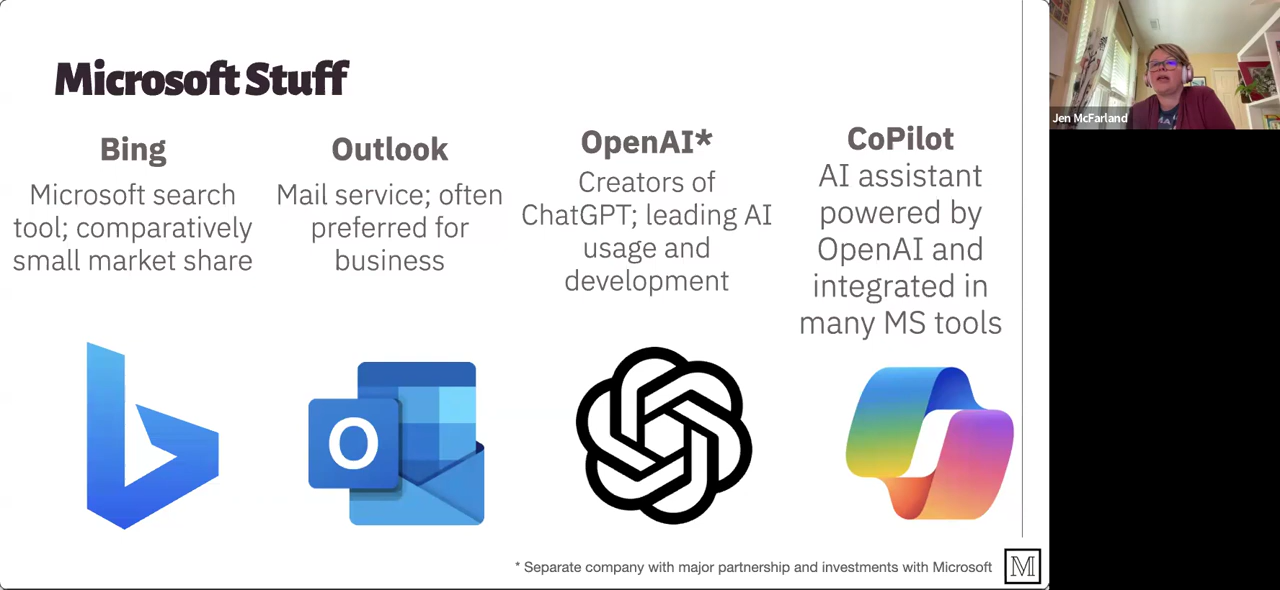 Microsoft Stuff
Bing
Microsoft search
tool; comparatively
small market share
Outlook
Mail service; often
preferred for
business
OpenAI*
Creators of
ChatGPT; leading AI
usage and
development
CoPilot
AI assistant
powered by
OpenAI and
integrated in
many MS tools
O
* Separate company with major partnership and investments with Microsoft
M
Jen McFarland